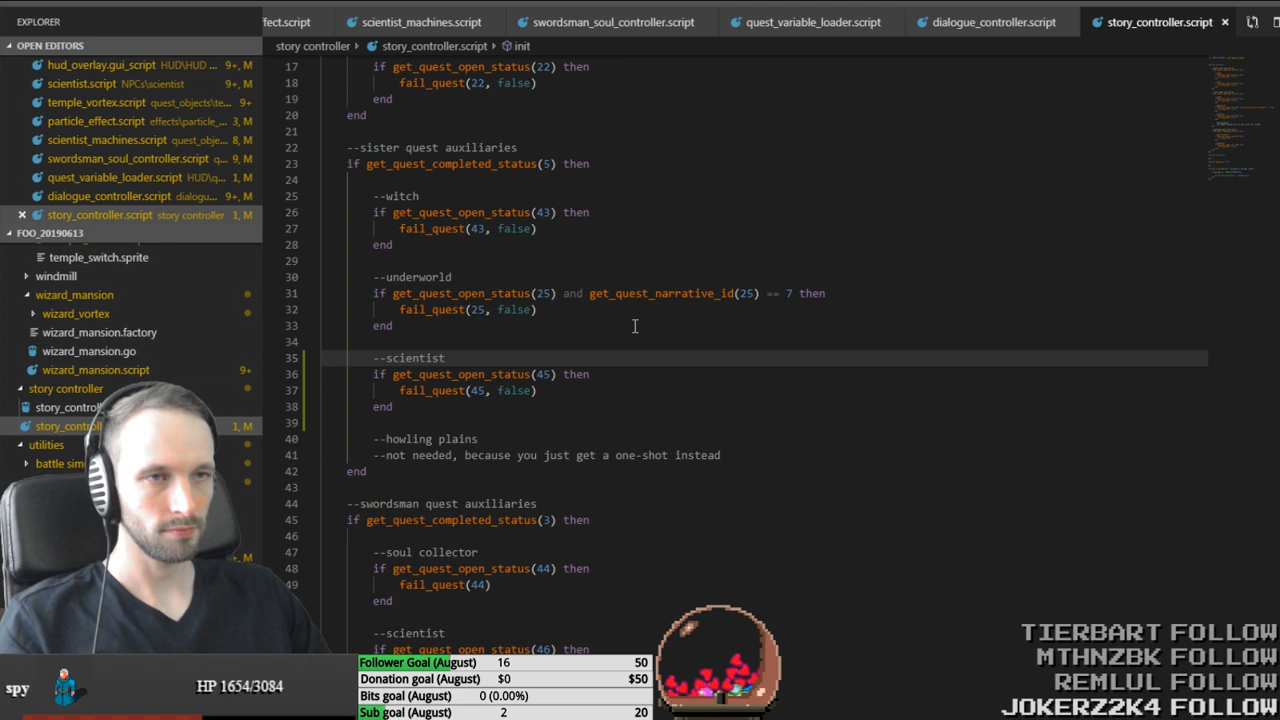 EXPLORER
OPEN EDITORS
hud_overlay.gui_script HUD\HUD ... 9+, M
scientist.script NPCs\scientist 9+, M
temple_vortex.script quest_objects\te... 9+
particle_effect.script effects\particle_... 3, M
scientist_machines.script quest_obje... 8, M
swordsman_soul_controller.script q... 9, M
quest_variable_loader.script HUD\q... 1, M
dialogue_controller.script dialogu... 9+, M
story_controller.script story controller 1, M
FOO_20190613
temple_switch.sprite
windmill
wizard_mansion
wizard_vortex
wizard_mansion.factory
wizard_mansion.go
wizard_mansion.script 9+
story controller
story_control
story_contro 1, M
utilities
battle sim
+, M
ffect.script scientist_machines.script swordsman_soul_controller.script quest_variable_loader.script dialogue_controller.script story_controller.script
story controller story_controller.script init
17 if get_quest_open_status(22) then
18 fail_quest(22, false)
19 end
20 end
21
22 --sister quest auxiliaries
23 if get_quest_completed_status(5) then
24
25 --witch
26 if get_quest_open_status(43) then
27 fail_quest(43, false)
28 end
29
30 --underworld
31 if get_quest_open_status(25) and get_quest_narrative_id(25) == 7 then
32 fail_quest(25, false)
33 end
34
35 --scientist
36 if get_quest_open_status(45) then
37 fail_quest(45, false)
38 end
39
40 --howling plains
41 --not needed, because you just get a one-shot instead
42 end
43
44 --swordsman quest auxiliaries
45 if get_quest_completed_status(3) then
46
47 --soul collector
48 if get_quest_open_status(44) then
49 fail_quest(44)
end
--scientist
if get_quest_open_status(46) then
spy HP 1654/3084
Follower Goal (August) 16 50
Donation goal (August) $0 $50
Bits goal (August) 0 (0.00%)
Sub goal (August) 2 20
TIERBART FOLLOW
MTHNZBK FOLLOW
REMLUL FOLLOW
JOKERZ2K4 FOLLOW